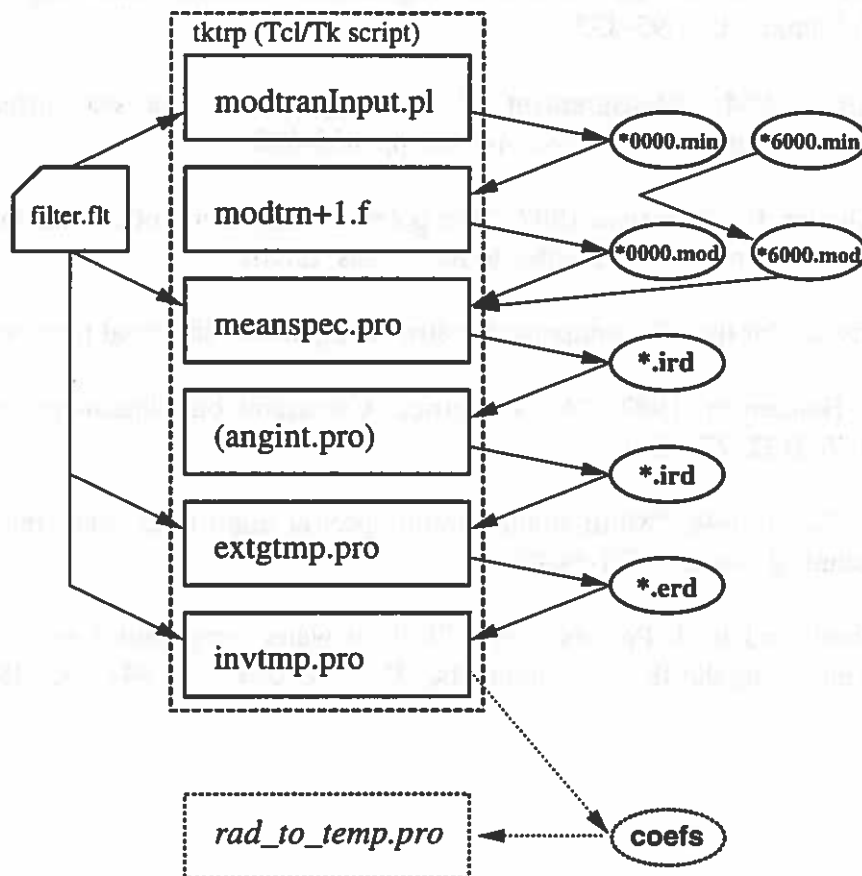 tktrp (Tcl/Tk script)
modtranInput.pl
*0000.min
*6000.min
filter.flt
modtrn+1.f
*0000.mod
*6000.mod
meanspec.pro
*.ird
(angint.pro)
*.ird
extgtmp.pro
*.erd
invtmp.pro
rad_to_temp.pro
coefs